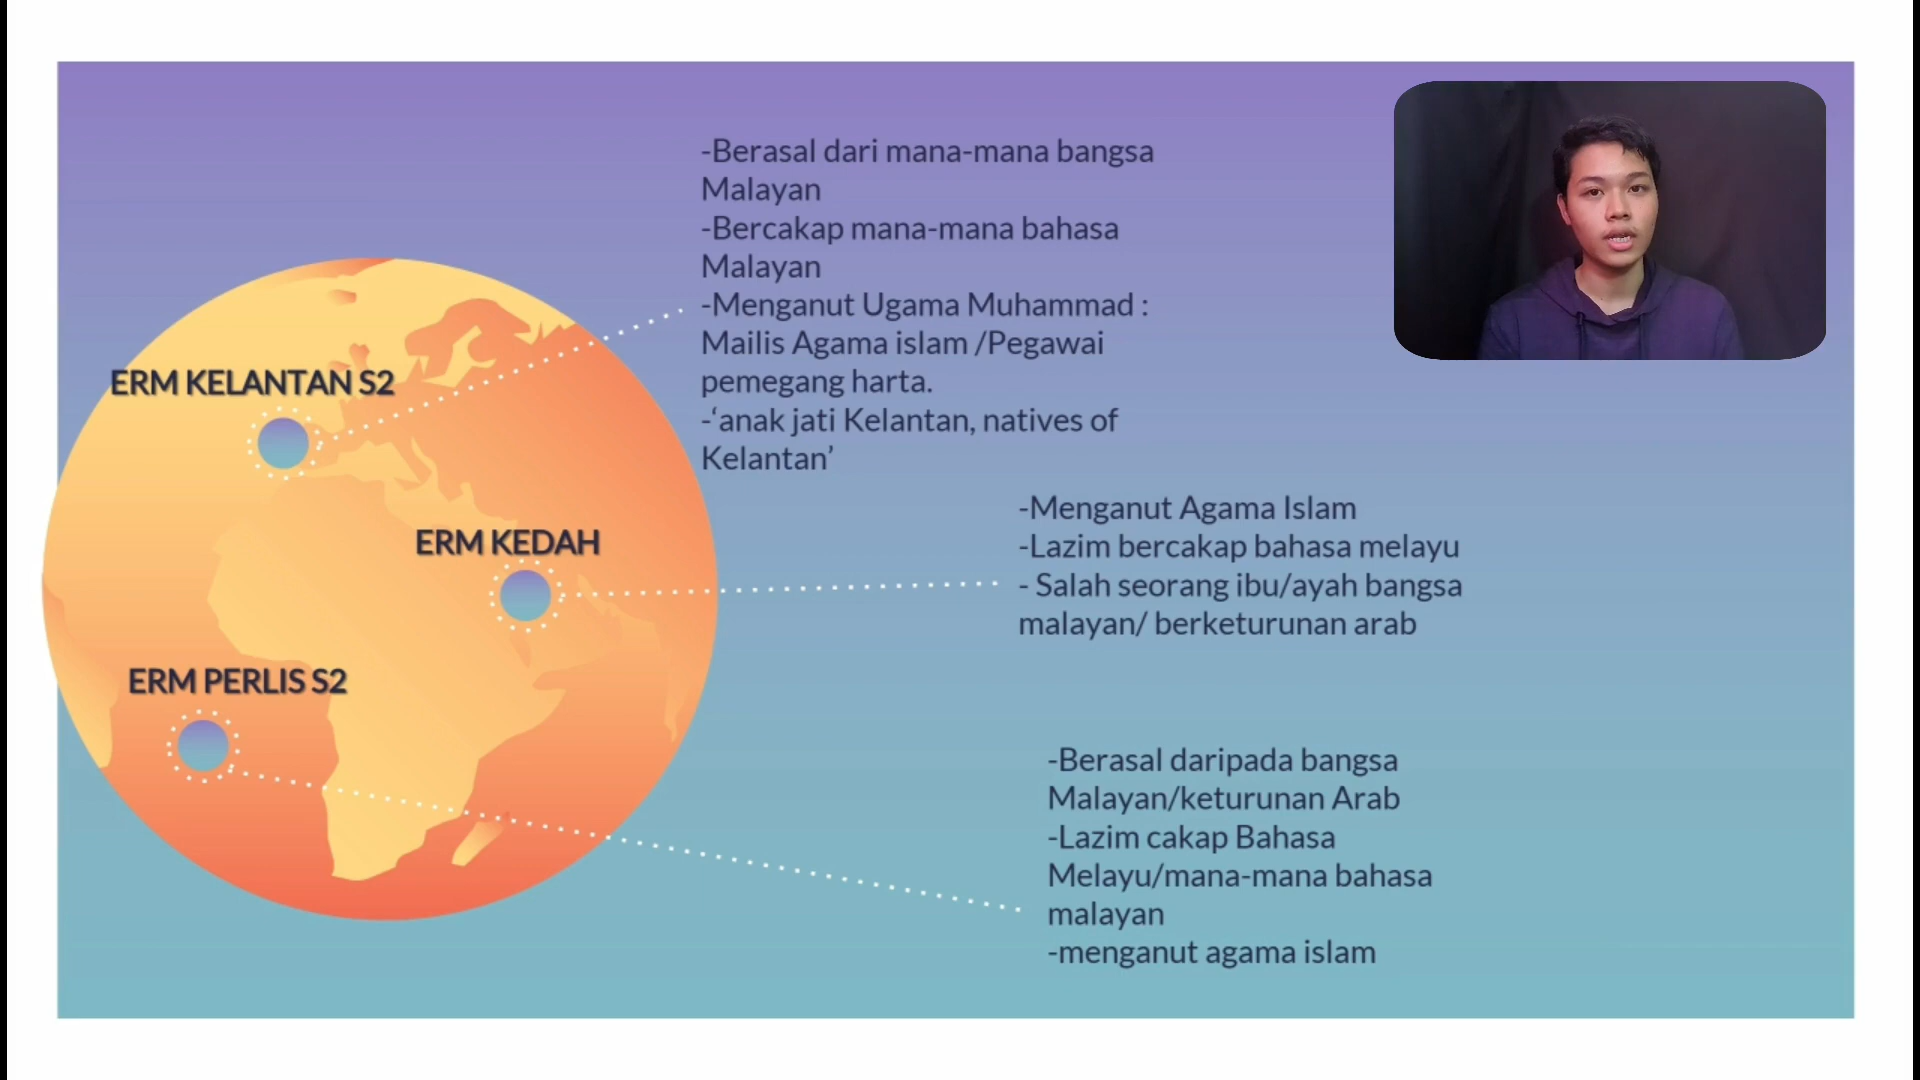 -Berasal dari mana-mana bangsa
Malayan
-Bercakap mana-mana bahasa
Malayan
-Menganut Ugama Muhammad :
Mailis Agama islam /Pegawai
pemegang harta.
-‘anak jati Kelantan, natives of
Kelantan’
ERM KELANTAN S2
ERM KEDAH
-Menganut Agama Islam
-Lazim bercakap bahasa melayu
- Salah seorang ibu/ayah bangsa
malayan/ berketurunan arab
ERM PERLIS S2
-Berasal daripada bangsa
Malayan/keturunan Arab
-Lazim cakap Bahasa
Melayu/mana-mana bahasa
malayan
-menganut agama islam